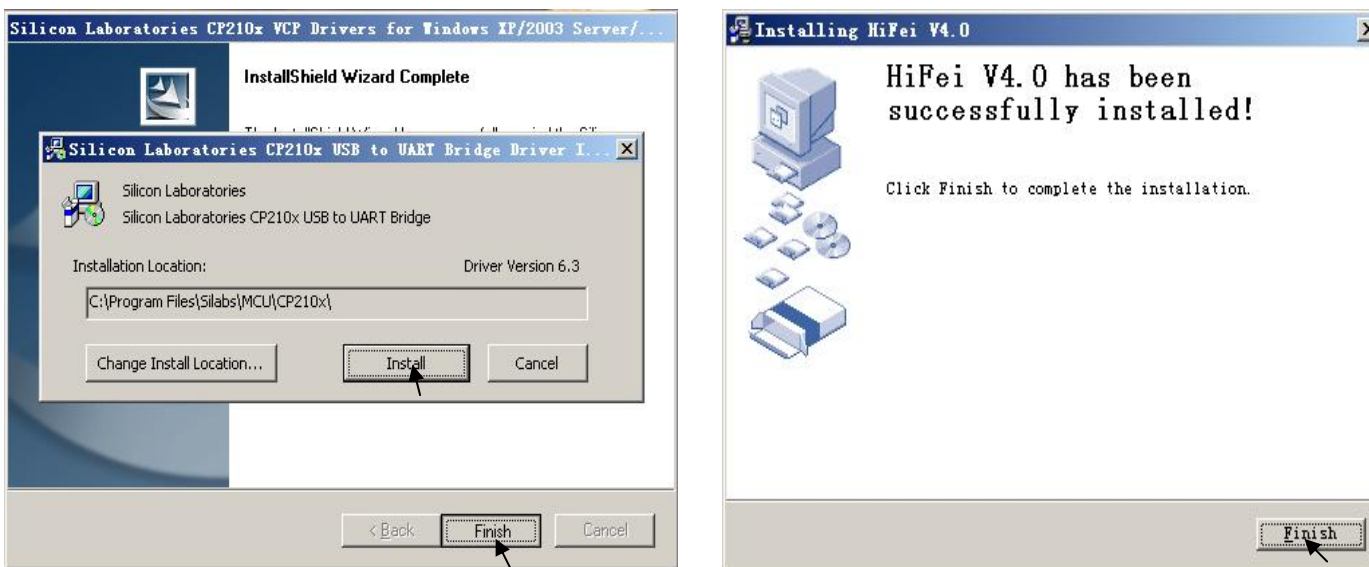 Silicon Laboratories CP210x VCP Drivers for Windows XP/2003 Server/...
InstallShield Wizard Complete
Silicon Laboratories CP210x USB to UART Bridge Driver I...
Silicon Laboratories
Silicon Laboratories CP210x USB to UART Bridge
Installation Location:
Driver Version 6.3
C:\Program Files\Silabs\MCU\CP210x\
Change Install Location...
Install
Cancel
< Back
Finish
Cancel
Installing HiFei V4.0
HiFei V4.0 has been
successfully installed!
Click Finish to complete the installation.
Finish